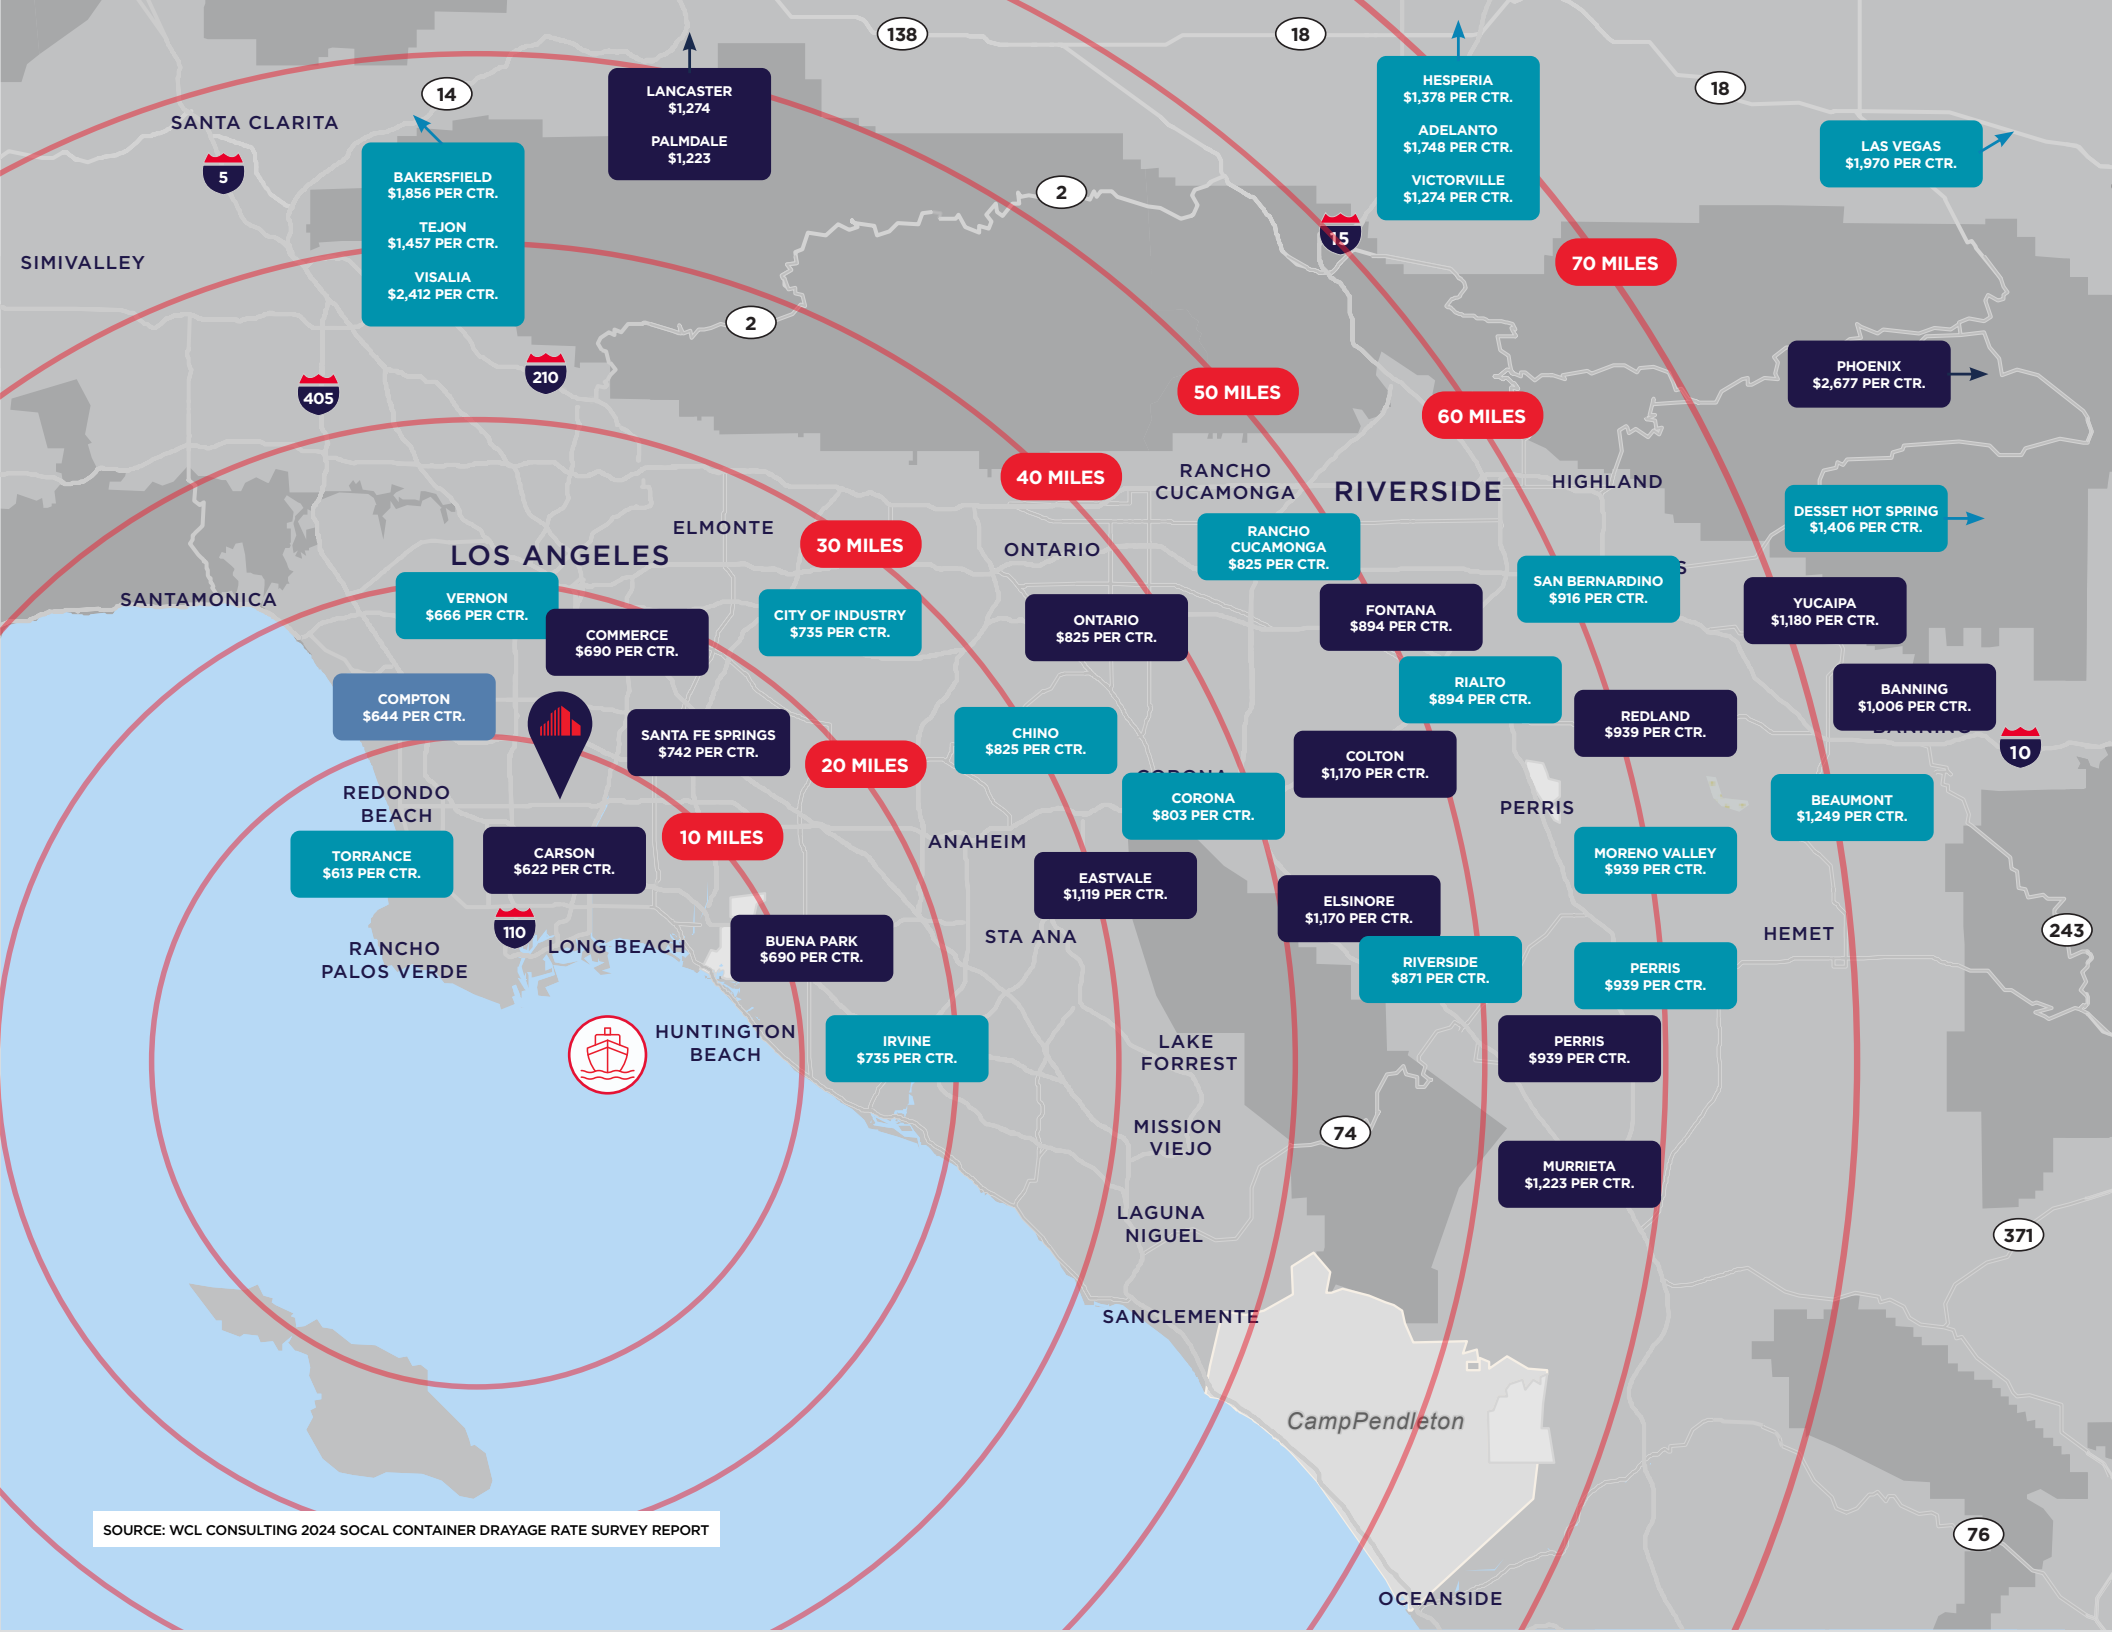 138
18
14
LANCASTER
$1,274
PALMDALE
$1,223
HESPERIA
$1,378 PER CTR.
ADELANTO
$1,748 PER CTR.
VICTORVILLE
$1,274 PER CTR.
18
SANTA CLARITA
5
BAKERSFIELD
$1,856 PER CTR.
TEJON
$1,457 PER CTR.
VISALIA
$2,412 PER CTR.
LAS VEGAS
$1,970 PER CTR.
2
15
SIMIVALLEY
70 MILES
2
210
405
50 MILES
60 MILES
PHOENIX
$2,677 PER CTR.
40 MILES
RANCHO
CUCAMONGA
RIVERSIDE
HIGHLAND
ELMONTE
30 MILES
ONTARIO
RANCHO
CUCAMONGA
$825 PER CTR.
DESSET HOT SPRING
$1,406 PER CTR.
LOS ANGELES
SANTAMONICA
VERNON
$666 PER CTR.
COMMERCE
$690 PER CTR.
CITY OF INDUSTRY
$735 PER CTR.
ONTARIO
$825 PER CTR.
FONTANA
$894 PER CTR.
SAN BERNARDINO
$916 PER CTR.
S
YUCAIPA
$1,180 PER CTR.
COMPTON
$644 PER CTR.
SANTA FE SPRINGS
$742 PER CTR.
20 MILES
CHINO
$825 PER CTR.
RIALTO
$894 PER CTR.
REDLAND
$939 PER CTR.
BANNING
$1,006 PER CTR.
BANNING
10
COLTON
$1,170 PER CTR.
CORONA
CORONA
$803 PER CTR.
REDONDO
BEACH
10 MILES
ANAHEIM
PERRIS
BEAUMONT
$1,249 PER CTR.
TORRANCE
$613 PER CTR.
CARSON
$622 PER CTR.
EASTVALE
$1,119 PER CTR.
MORENO VALLEY
$939 PER CTR.
ELSINORE
$1,170 PER CTR.
110
RANCHO
PALOS VERDE
LONG BEACH
BUENA PARK
$690 PER CTR.
STA ANA
RIVERSIDE
$871 PER CTR.
PERRIS
$939 PER CTR.
HEMET
243
HUNTINGTON
BEACH
IRVINE
$735 PER CTR.
LAKE
FORREST
PERRIS
$939 PER CTR.
MISSION
VIEJO
74
MURRIETA
$1,223 PER CTR.
LAGUNA
NIGUEL
371
SANCLEMENTE
CampPendleton
SOURCE: WCL CONSULTING 2024 SOCAL CONTAINER DRAYAGE RATE SURVEY REPORT
76
OCEANSIDE